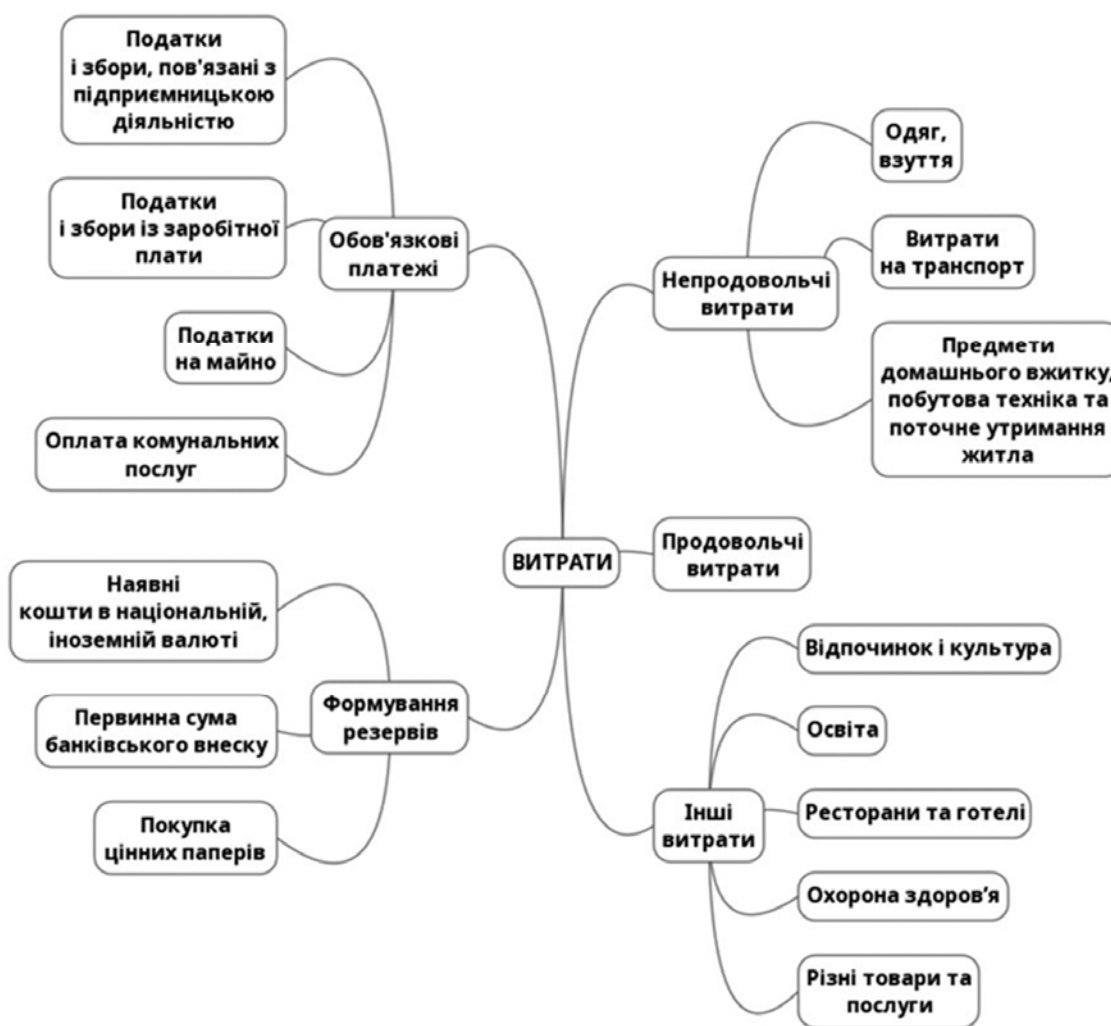 Податки
і збори, пов'язані з
підприємницькою
діяльністю
Податки
і збори із заробітної
плати
Податки
на майно
Оплата комунальних
послуг
Обов'язкові
платежі
Наявні
кошти в національній,
іноземній валюті
Первинна сума
банківського внеску
Покупка
цінних паперів
Формування
резервів
ВИТРАТИ
Непродовольчі
витрати
Одяг,
взуття
Витрати
на транспорт
Предмети
домашнього вжитку,
побутова техніка та
поточне утримання
житла
Продовольчі
витрати
Інші
витрати
Відпочинок і культура
Освіта
Ресторани та готелі
Охорона здоров’я
Різні товари та
послуги